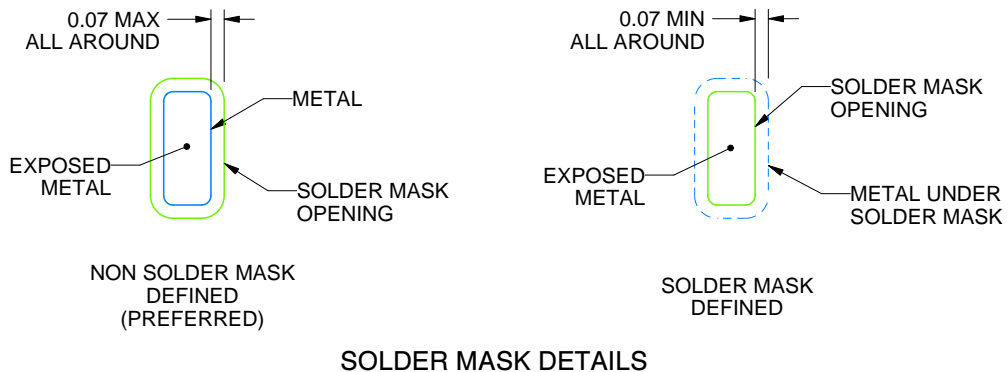 0.07 MAX
ALL AROUND
METAL
EXPOSED
METAL
SOLDER MASK
OPENING
NON SOLDER MASK
DEFINED
(PREFERRED)
0.07 MIN
ALL AROUND
SOLDER MASK
OPENING
EXPOSED
METAL
METAL UNDER
SOLDER MASK
SOLDER MASK
DEFINED
SOLDER MASK DETAILS